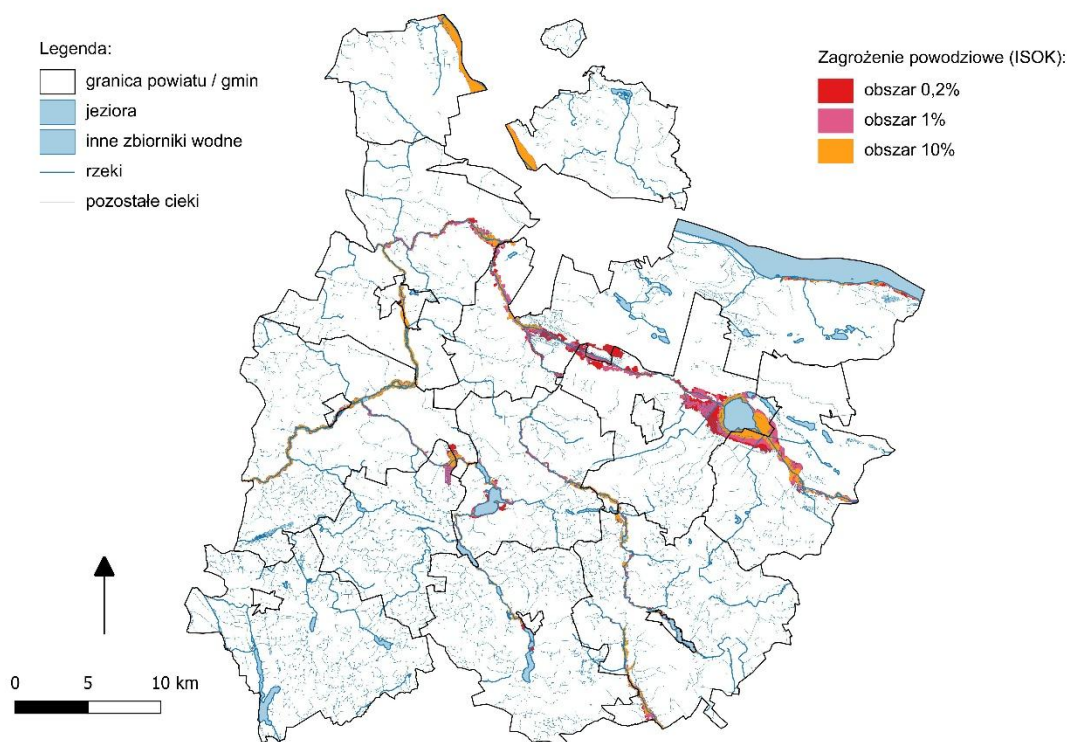 Legenda:
granica powiatu / gmin
jeziora
inne zbiorniki wodne
rzeki
pozostałe cieki
Zagrożenie powodziowe (ISOK):
obszar 0,2%
obszar 1%
obszar 10%
0 5 10 km